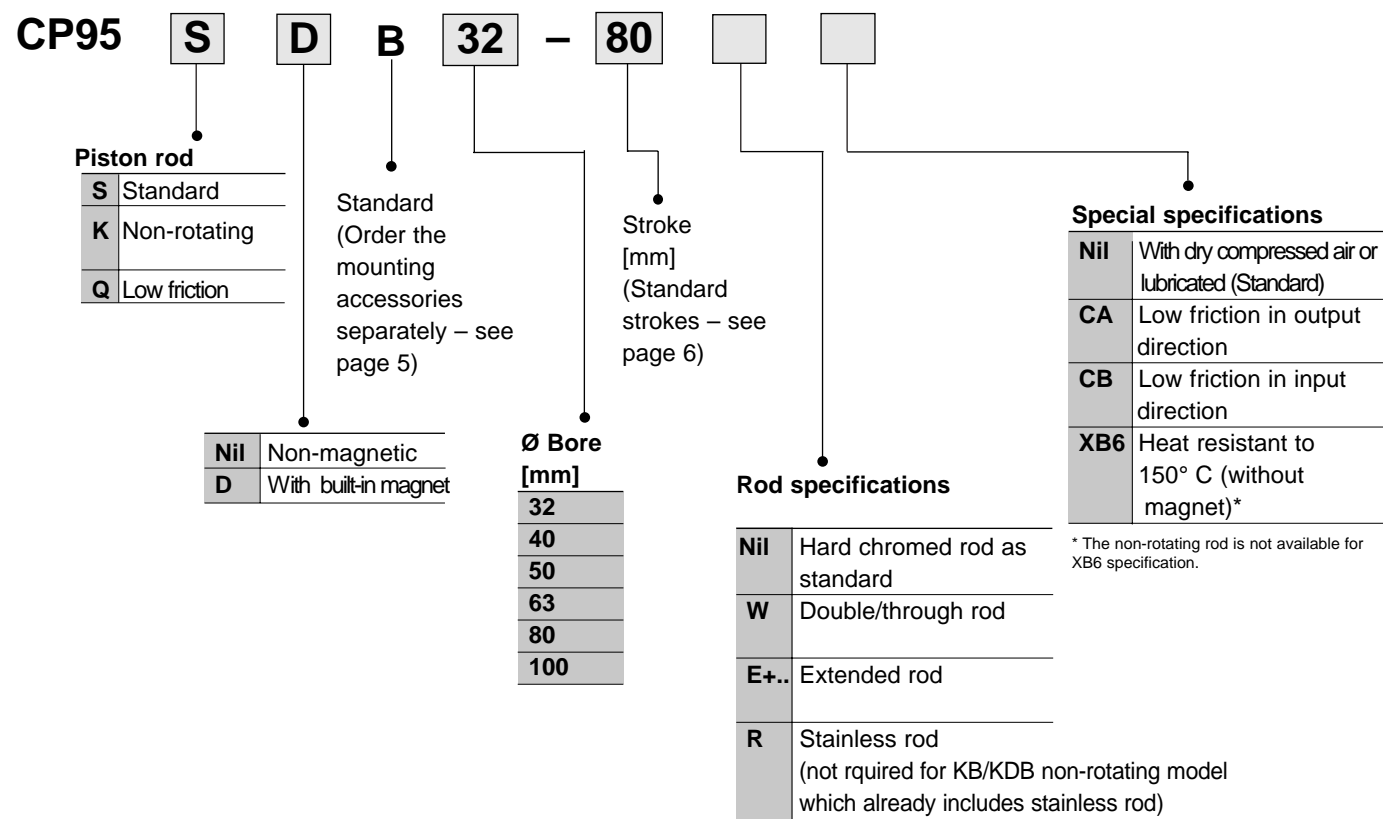 CP95 S D B 32 – 80
Piston rod
S Standard
K Non-rotating
Q Low friction
Nil Non-magnetic
D With built-in magnet
Standard
(Order the
mounting
accessories
separately – see
page 5)
Ø Bore
[mm]
32
40
50
63
80
100
Stroke
[mm]
(Standard
strokes – see
page 6)
Rod specifications
Nil Hard chromed rod as
standard
W Double/through rod
E+.. Extended rod
R Stainless rod
(not rquired for KB/KDB non-rotating model
which already includes stainless rod)
Special specifications
Nil With dry compressed air or
lubricated (Standard)
CA Low friction in output
direction
CB Low friction in input
direction
XB6 Heat resistant to
150° C (without
magnet)*
* The non-rotating rod is not available for
XB6 specification.